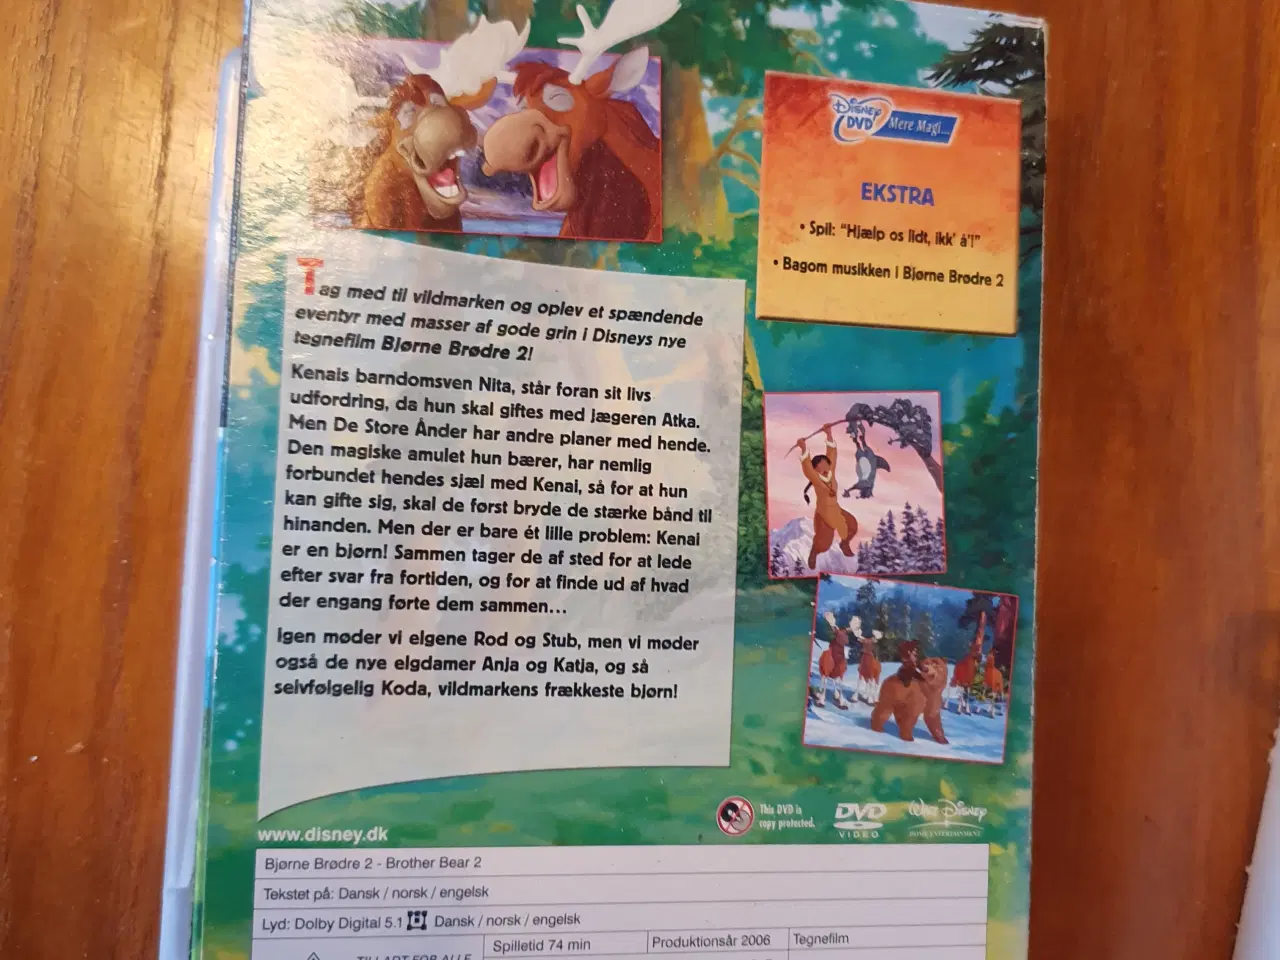 Disney DVD Mere Magi...
EKSTRA
• Spil: "Hjælp os lidt, ikk' å'!"
• Bagom musikken i Bjørne Brødre 2
Tag med til vildmarken og oplev et spændende
eventyr med masser af gode grin i Disneys nye
tegnefilm Bjørne Brødre 2!
Kenais barndomsven Nita, står foran sit livs
udfordring, da hun skal giftes med jægeren Atka.
Men De Store Ånder har andre planer med hende.
Den magiske amulet hun bærer, har nemlig
forbundet hendes sjæl med Kenai, så for at hun
kan gifte sig, skal de først bryde de stærke bånd til
hinanden. Men der er bare ét lille problem: Kenai
er en bjørn! Sammen tager de af sted for at lede
efter svar fra fortiden, og for at finde ud af hvad
der engang førte dem sammen...
Igen møder vi elgene Rod og Stub, men vi møder
også de nye elgdamer Anja og Katja, og så
selvfølgelig Koda, vildmarkens frækkeste bjørn!
This DVD is
copy protected.
DVD
VIDEO
Walt Disney
HOME ENTERTAINMENT
www.disney.dk
Bjørne Brødre 2 - Brother Bear 2
Tekstet på: Dansk / norsk / engelsk
Lyd: Dolby Digital 5.1 Dansk / norsk / engelsk
Spilletid 74 min
Produktionsår 2006
Tegnefilm
TILLADT FOR ALLE